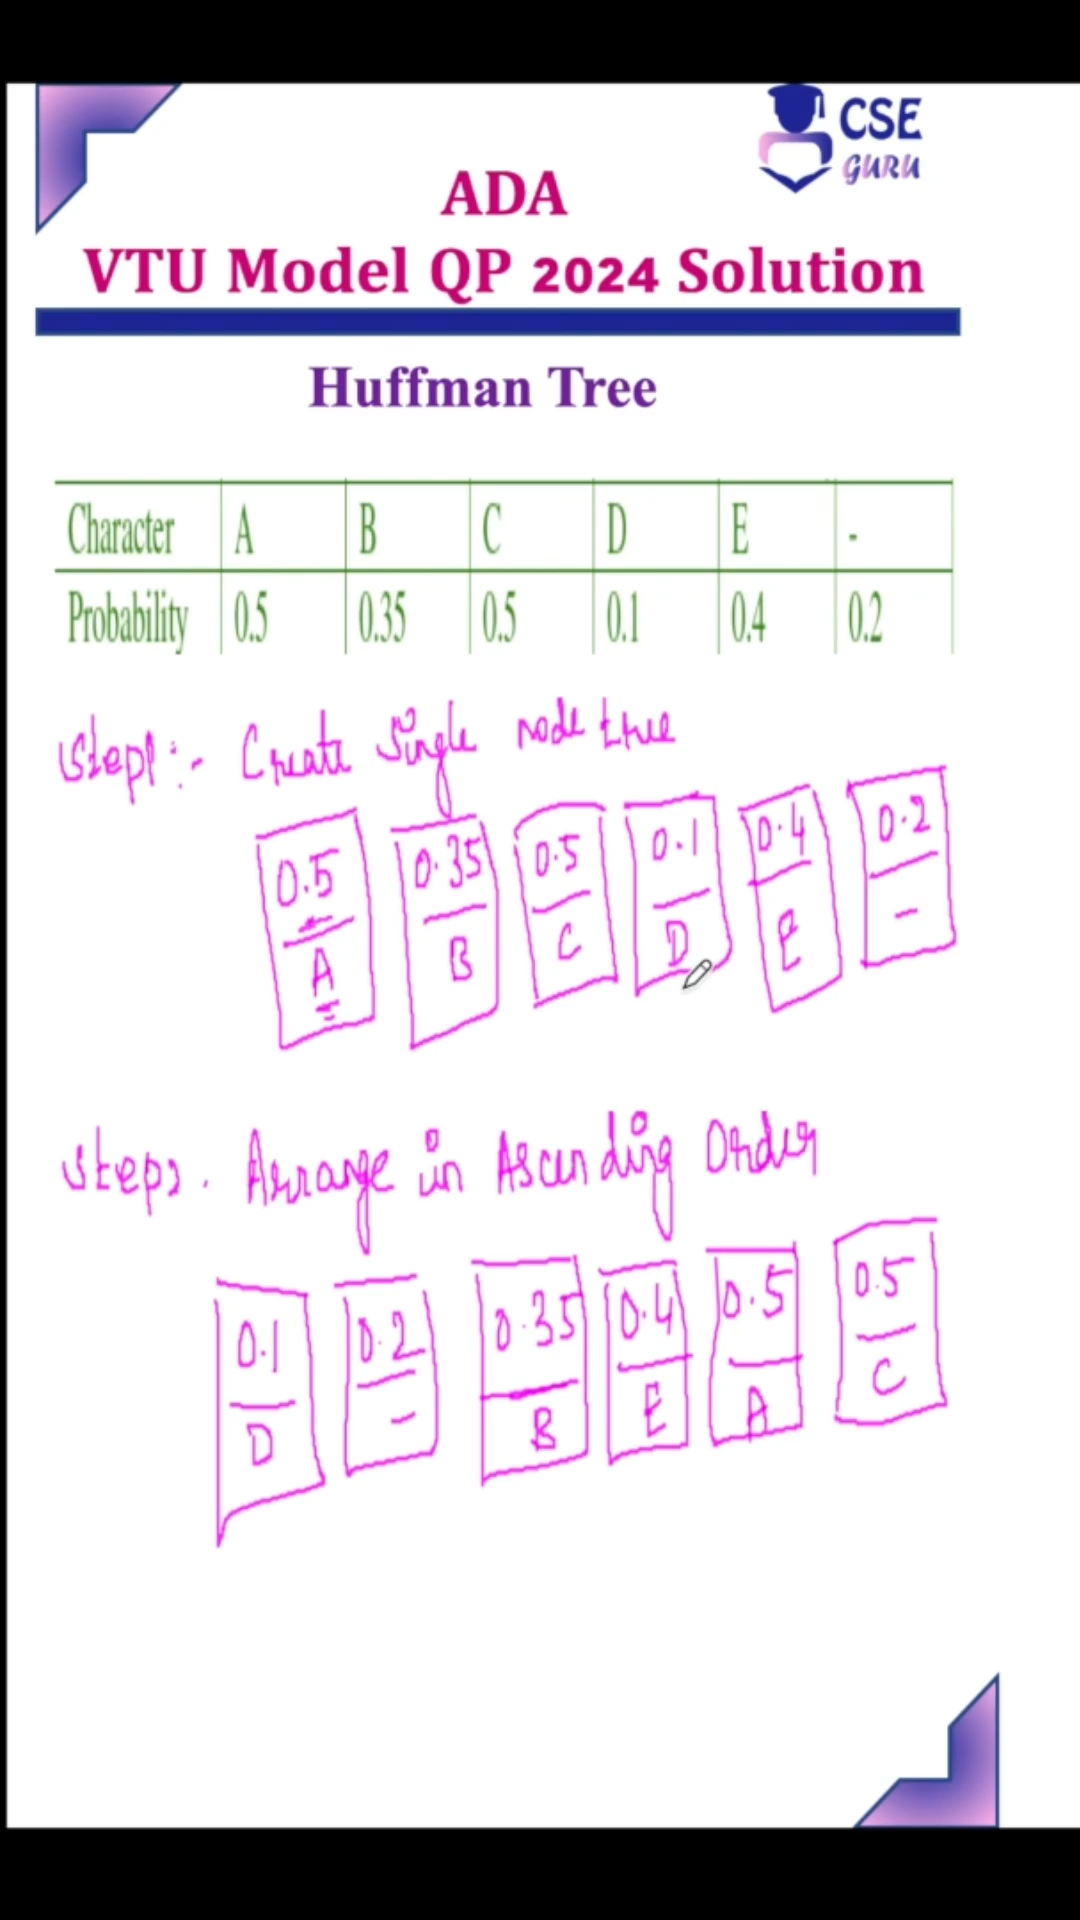 CSE
GURU
ADA
VTU Model QP 2024 Solution
Huffman Tree
Character A B C D E -
Probability 0.5 0.35 0.5 0.1 0.4 0.2
Step1:- Create Single node tree
0.5 0.35 0.5 0.1 0.4 0.2
A B C D E -
Step2. Arrange in Ascending Order
0.1 0.2 0.35 0.4 0.5 0.5
D - B E A C